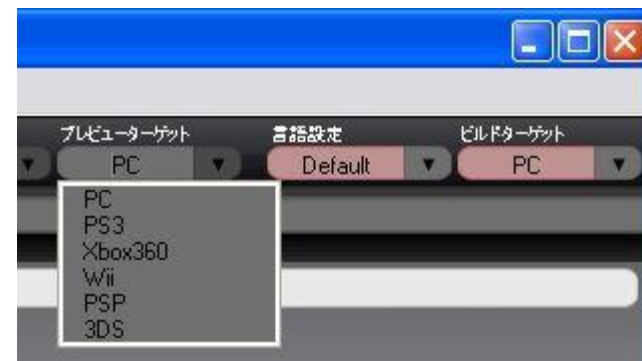 プレビューターゲット 言語設定 ビルドターゲット
PC Default PC
PC
PS3
Xbox360
Wii
PSP
3DS